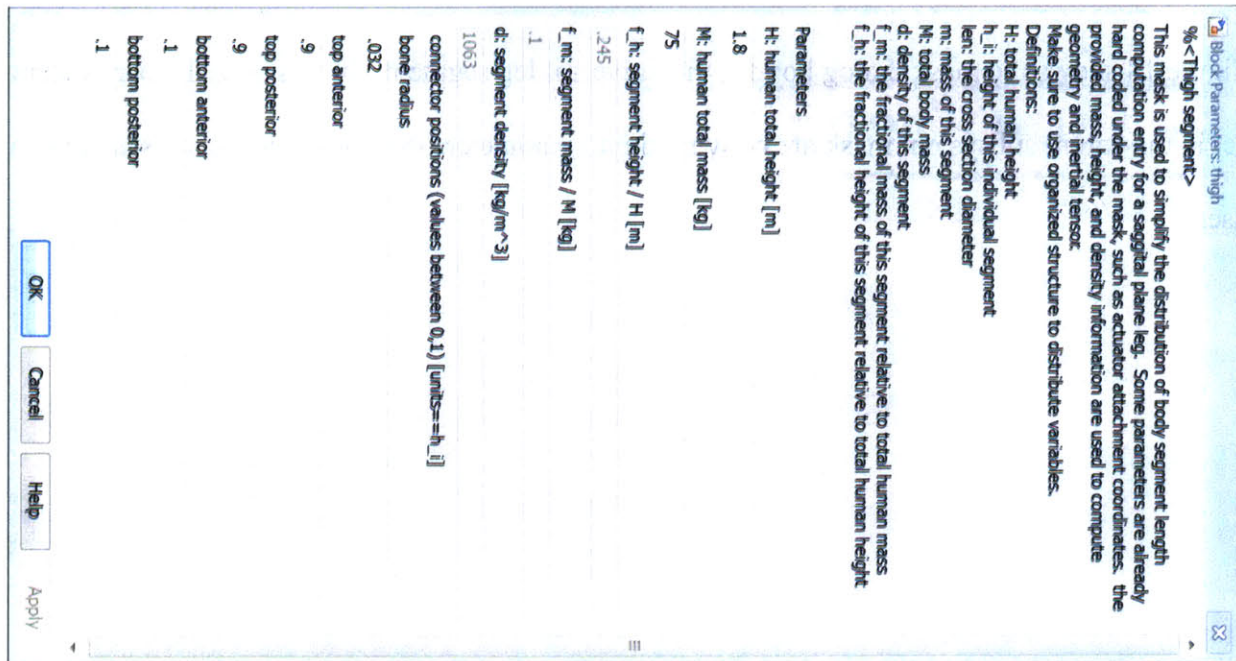 Block Parameters: thigh
%<Thigh segment>
This mask is used to simplify the distribution of body segment length
computation entry for a saggital plane leg. Some parameters are already
hard coded under the mask, such as actuator attachment coordinates. the
provided mass, height, and density information are used to compute
geometry and inertial tensor.
Make sure to use organized structure to distribute variables.
Definitions:
H: total human height
h_i: height of this individual segment
len: the cross section diameter
m: mass of this segment
M: total body mass
d: density of this segment
f_m: the fractional mass of this segment relative to total human mass
f_h: the fractional height of this segment relative to total human height
Parameters
H: human total height [m]
1.8
M: human total mass [kg]
75
f_h: segment height / H [m]
.245
f_m: segment mass / M [kg]
.1
d: segment density [kg/m^3]
1063
connector positions (values between 0,1) [units==h_i]
boneradius
.032
top anterior
.9
top posterior
.9
bottom anterior
.1
bottom posterior
.1
OK Cancel Help Apply